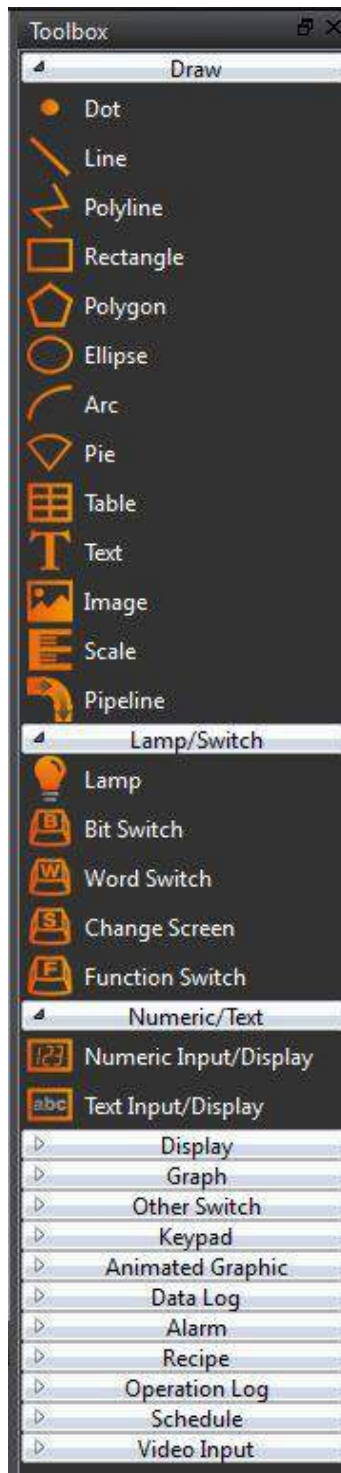 Toolbox
Draw
Dot
Line
Polyline
Rectangle
Polygon
Ellipse
Arc
Pie
Table
T Text
Image
Scale
Pipeline
Lamp/Switch
Lamp
B Bit Switch
W Word Switch
S Change Screen
F Function Switch
Numeric/Text
123 Numeric Input/Display
abc Text Input/Display
Display
Graph
Other Switch
Keypad
Animated Graphic
Data Log
Alarm
Recipe
Operation Log
Schedule
Video Input